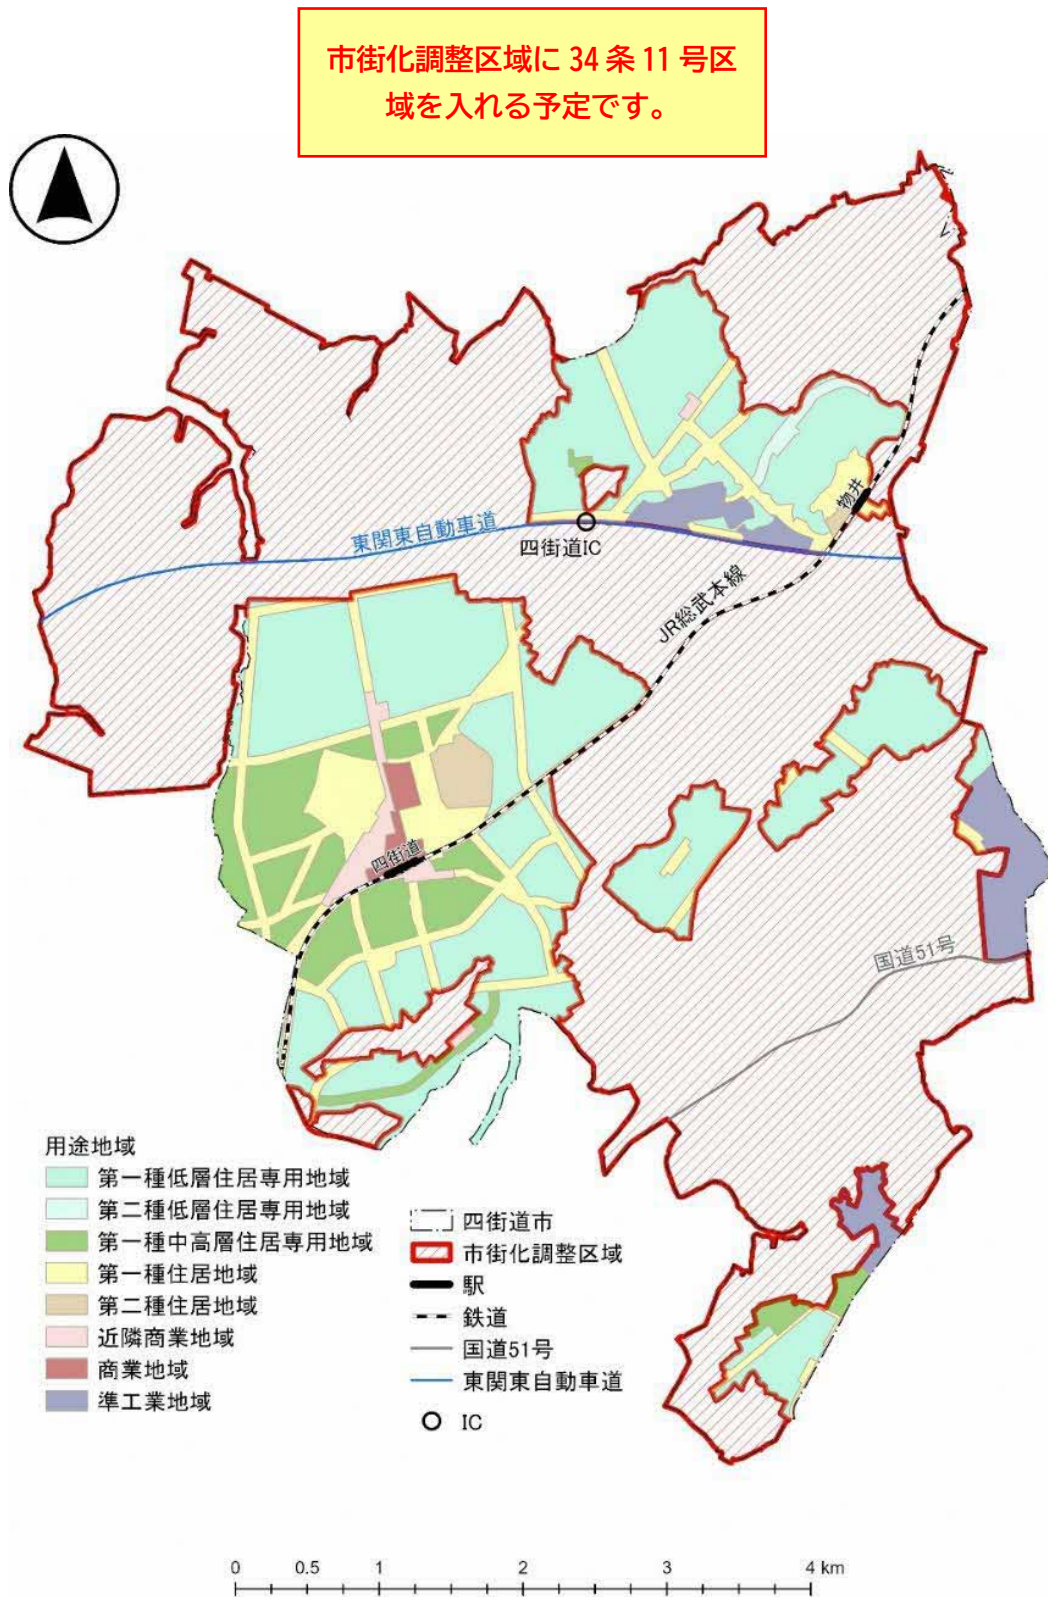 市街化調整区域に 34 条 11 号区
域を入れる予定です。
物井
東関東自動車道
四街道IC
JR総武本線
四街道
国道51号
用途地域
第一種低層住居専用地域
第二種低層住居専用地域
第一種中高層住居専用地域
第一種住居地域
第二種住居地域
近隣商業地域
商業地域
準工業地域
四街道市
市街化調整区域
駅
鉄道
国道51号
東関東自動車道
IC
0 0.5 1 2 3 4 km